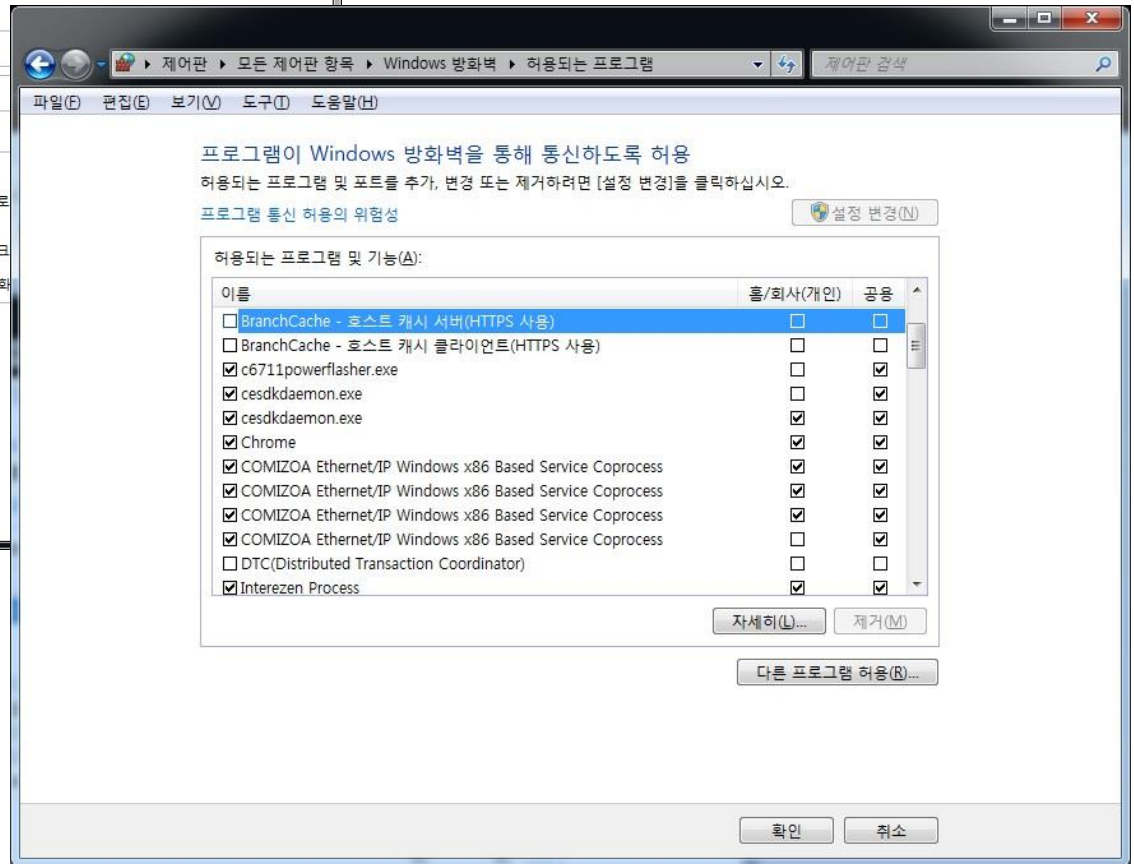 제어판 ▸ 모든 제어판 항목 ▸ Windows 방화벽 ▸ 허용되는 프로그램
제어판 검색
파일(F) 편집(E) 보기(V) 도구(T) 도움말(H)
프로그램이 Windows 방화벽을 통해 통신하도록 허용
허용되는 프로그램 및 포트를 추가, 변경 또는 제거하려면 [설정 변경]을 클릭하십시오.
프로그램 통신 허용의 위험성
설정 변경(N)
허용되는 프로그램 및 기능(A):
이름 홈/회사(개인) 공용
BranchCache - 호스트 캐시 서버(HTTPS 사용)
BranchCache - 호스트 캐시 클라이언트(HTTPS 사용)
c6711powerflasher.exe
cesdkdaemon.exe
cesdkdaemon.exe
Chrome
COMIZOA Ethernet/IP Windows x86 Based Service Coprocess
COMIZOA Ethernet/IP Windows x86 Based Service Coprocess
COMIZOA Ethernet/IP Windows x86 Based Service Coprocess
COMIZOA Ethernet/IP Windows x86 Based Service Coprocess
DTC(Distributed Transaction Coordinator)
Interezen Process
자세히(L)... 제거(M)
다른 프로그램 허용(R)...
확인 취소